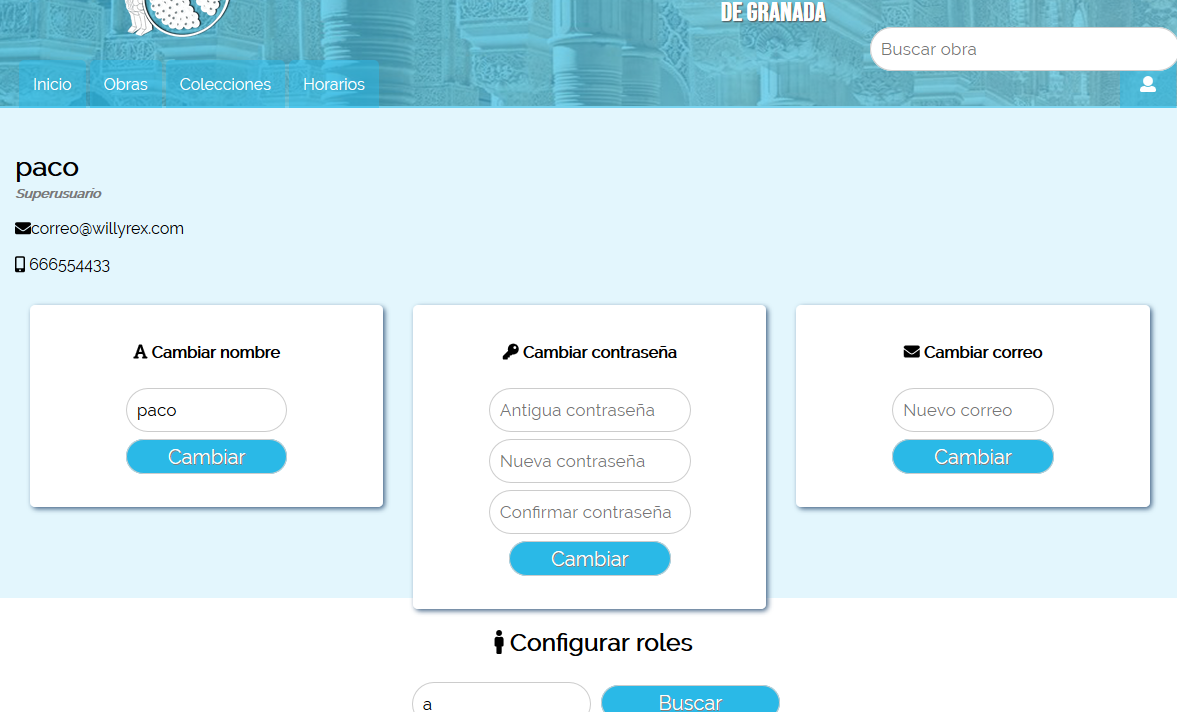 DE GRANADA
Buscar obra
Inicio Obras Colecciones Horarios
paco
Superusuario
correo@willyrex.com
666554433
Cambiar nombre
paco
Cambiar
Cambiar contraseña
Antigua contraseña
Nueva contraseña
Confirmar contraseña
Cambiar
Cambiar correo
Nuevo correo
Cambiar
Configurar roles
a Buscar